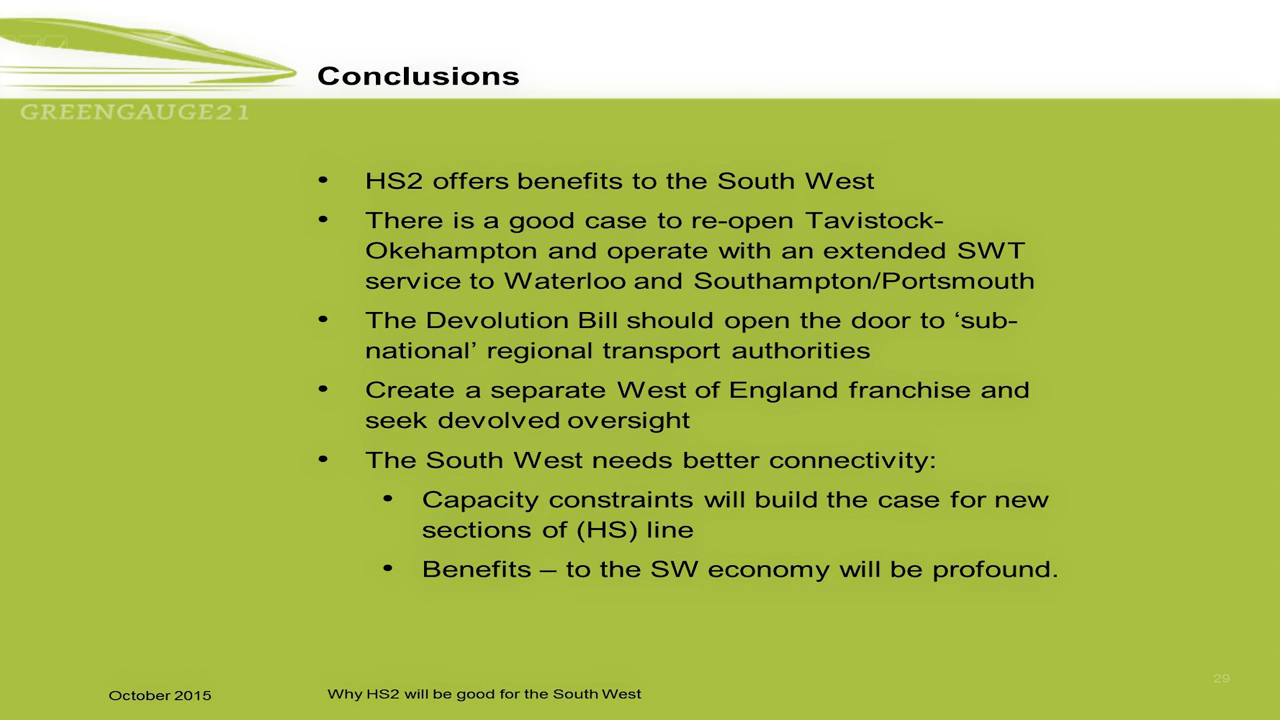 Conclusions
GREENGAUGE21
• HS2 offers benefits to the South West
• There is a good case to re-open Tavistock-
Okehampton and operate with an extended SWT
service to Waterloo and Southampton/Portsmouth
• The Devolution Bill should open the door to ‘sub-
national’ regional transport authorities
• Create a separate West of England franchise and
seek devolved oversight
• The South West needs better connectivity:
• Capacity constraints will build the case for new
sections of (HS) line
• Benefits – to the SW economy will be profound.
29
October 2015
Why HS2 will be good for the South West